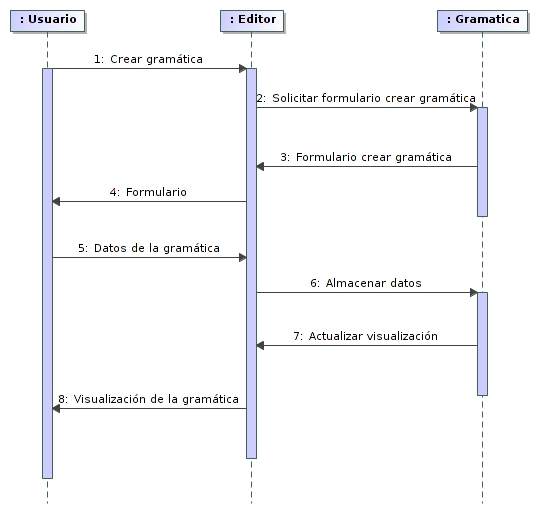 : Usuario
: Editor
: Gramatica
1: Crear gramática
2: Solicitar formulario crear gramática
3: Formulario crear gramática
4: Formulario
5: Datos de la gramática
6: Almacenar datos
7: Actualizar visualización
8: Visualización de la gramática